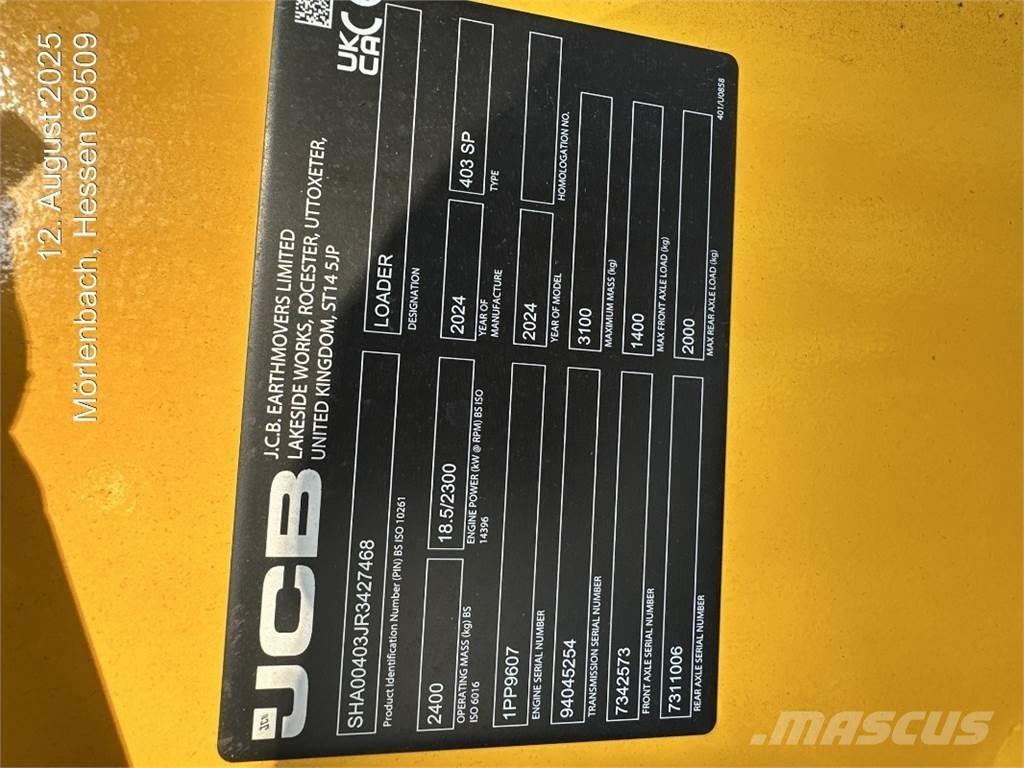 12. August 2025
Mörlenbach, Hessen 69509
JCB
JCB
J.C.B. EARTHMOVERS LIMITED
LAKESIDE WORKS, ROCESTER, UTTOXETER,
UNITED KINGDOM, ST14 5JP
UK
CA
CE
SHA00403JR3427468
Product Identification Number (PIN) BS ISO 10261
LOADER
DESIGNATION
2400
OPERATING MASS (kg) BS
ISO 6016
18.5/2300
ENGINE POWER (kW @ RPM) BS ISO
14396
2024
YEAR OF
MANUFACTURE
403 SP
TYPE
1PP9607
ENGINE SERIAL NUMBER
2024
YEAR OF MODEL
HOMOLOGATION NO.
94045254
TRANSMISSION SERIAL NUMBER
3100
MAXIMUM MASS (kg)
7342573
FRONT AXLE SERIAL NUMBER
1400
MAX FRONT AXLE LOAD (kg)
7311006
REAR AXLE SERIAL NUMBER
2000
MAX REAR AXLE LOAD (kg)
401/U0858
MASCUS